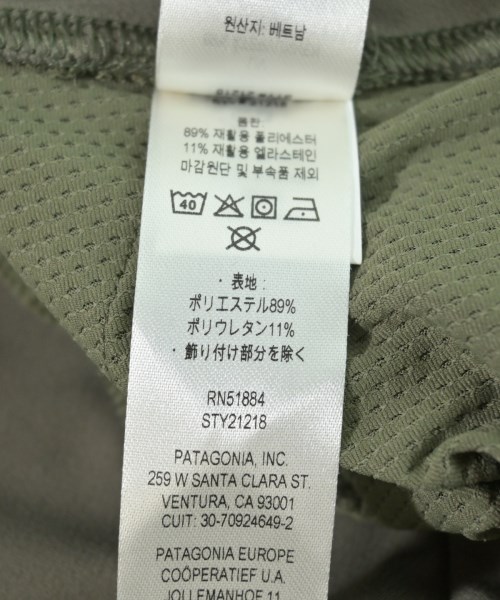 원산지: 베트남
몸판
89% 재활용 폴리에스터
11% 재활용 엘라스테인
마감원단 및 부속품 제외
40
・表地：
ポリエステル89%
ポリウレタン11%
・飾り付け部分を除く
RN51884
STY21218
PATAGONIA, INC.
259 W SANTA CLARA ST.
VENTURA, CA 93001
CUIT: 30-70924649-2
PATAGONIA EUROPE
COÖPERATIEF U.A.
JOLLEMANHOF 11